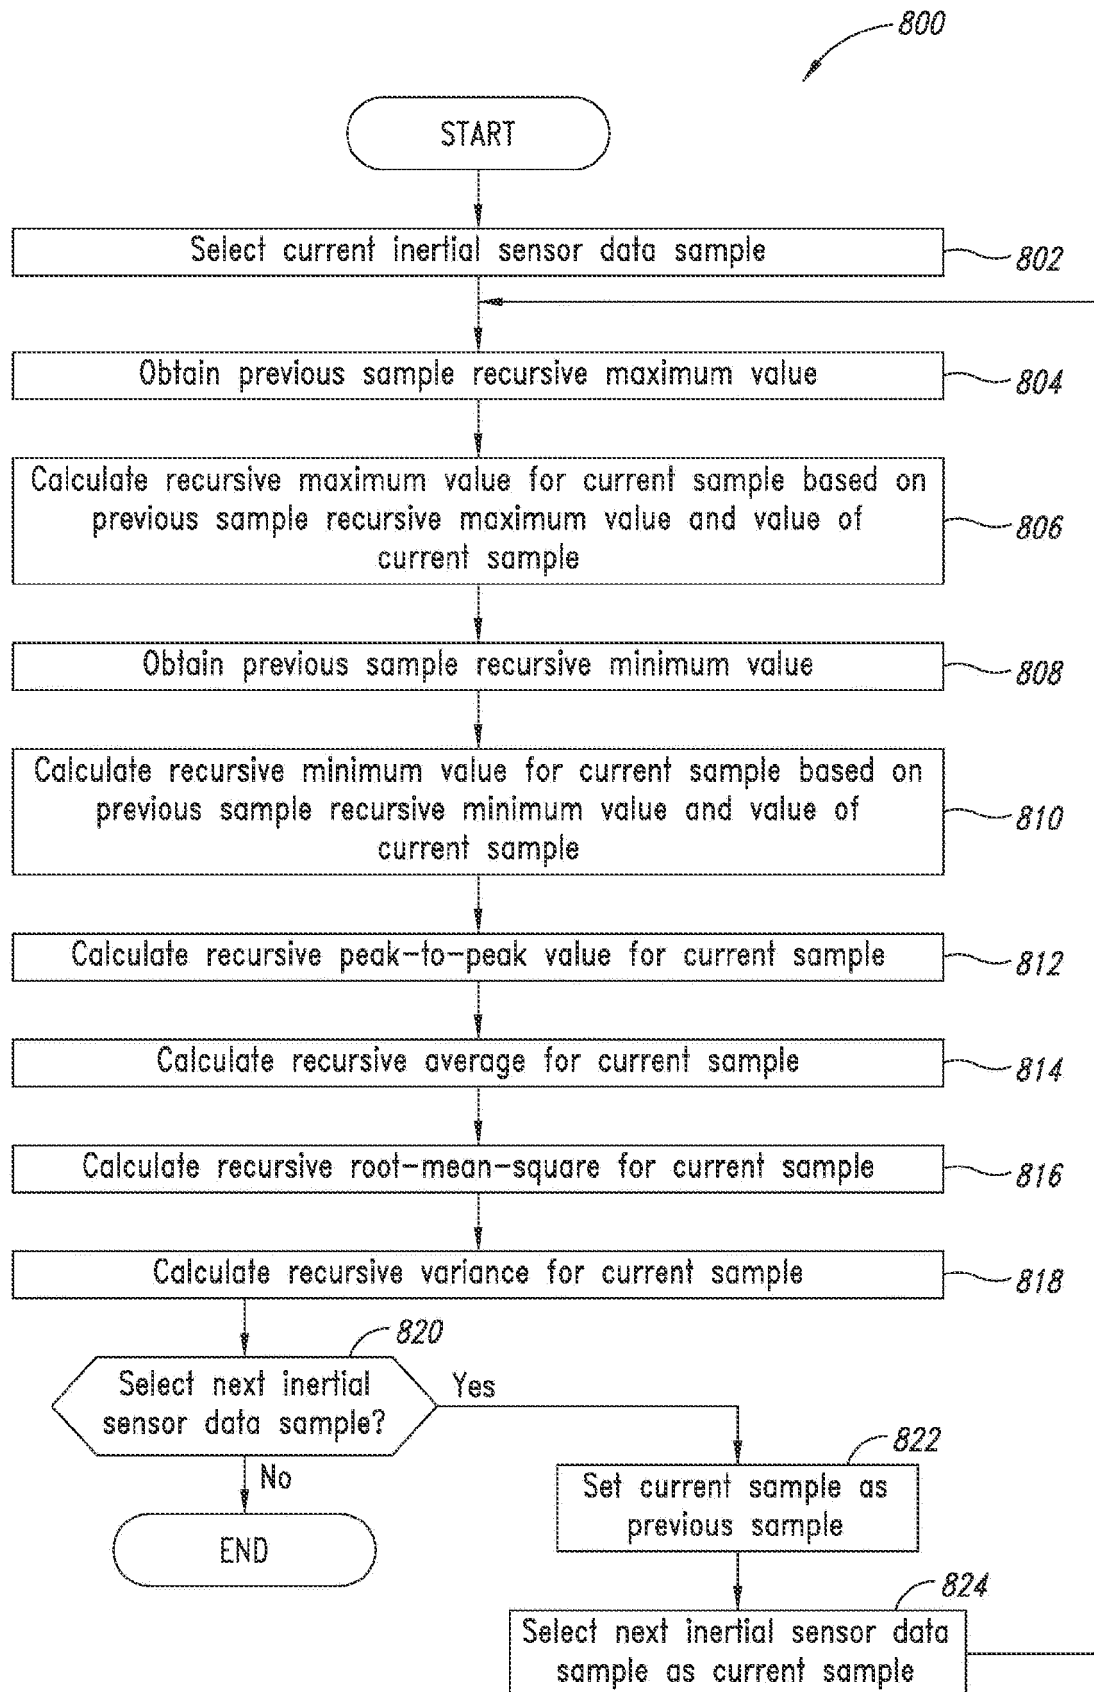 800
START
Select current inertial sensor data sample
802
Obtain previous sample recursive maximum value
804
Calculate recursive maximum value for current sample based on
previous sample recursive maximum value and value of
current sample
806
Obtain previous sample recursive minimum value
808
Calculate recursive minimum value for current sample based on
previous sample recursive minimum value and value of
current sample
810
Calculate recursive peak-to-peak value for current sample
812
Calculate recursive average for current sample
814
Calculate recursive root-mean-square for current sample
816
Calculate recursive variance for current sample
818
820
Select next inertial
sensor data sample?
Yes
No
END
822
Set current sample as
previous sample
824
Select next inertial sensor data
sample as current sample